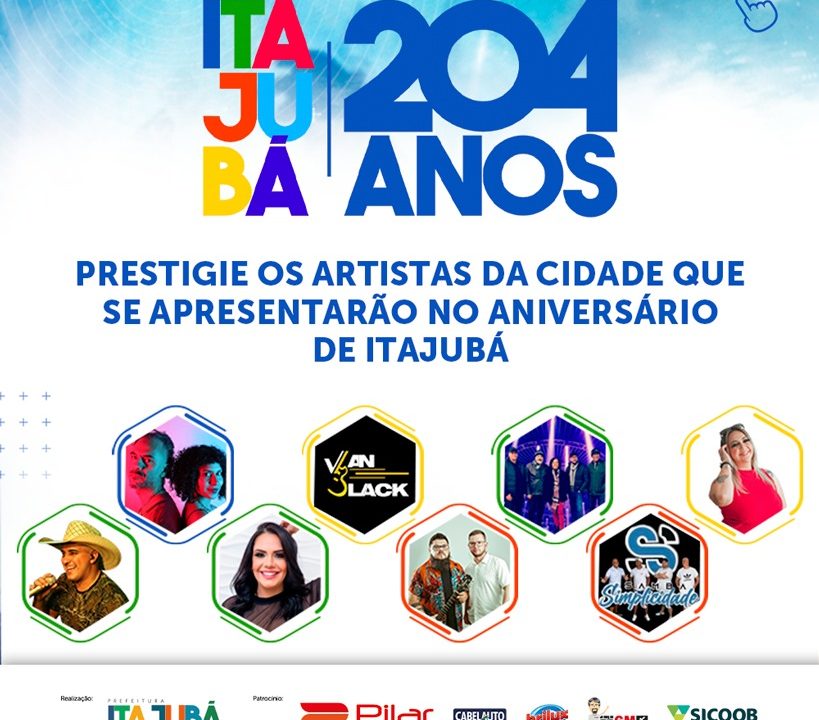 ITA
JU
BÁ
204
ANOS
PRESTIGIE OS ARTISTAS DA CIDADE QUE
SE APRESENTARÃO NO ANIVERSÁRIO
DE ITAJUBÁ
VAN
BLACK
SAMBA
Simplicidade
Realização:
PREFEITURA
ITAJUBÁ
Patrocínio:
Pilar
CABELAUTO
SICOOB